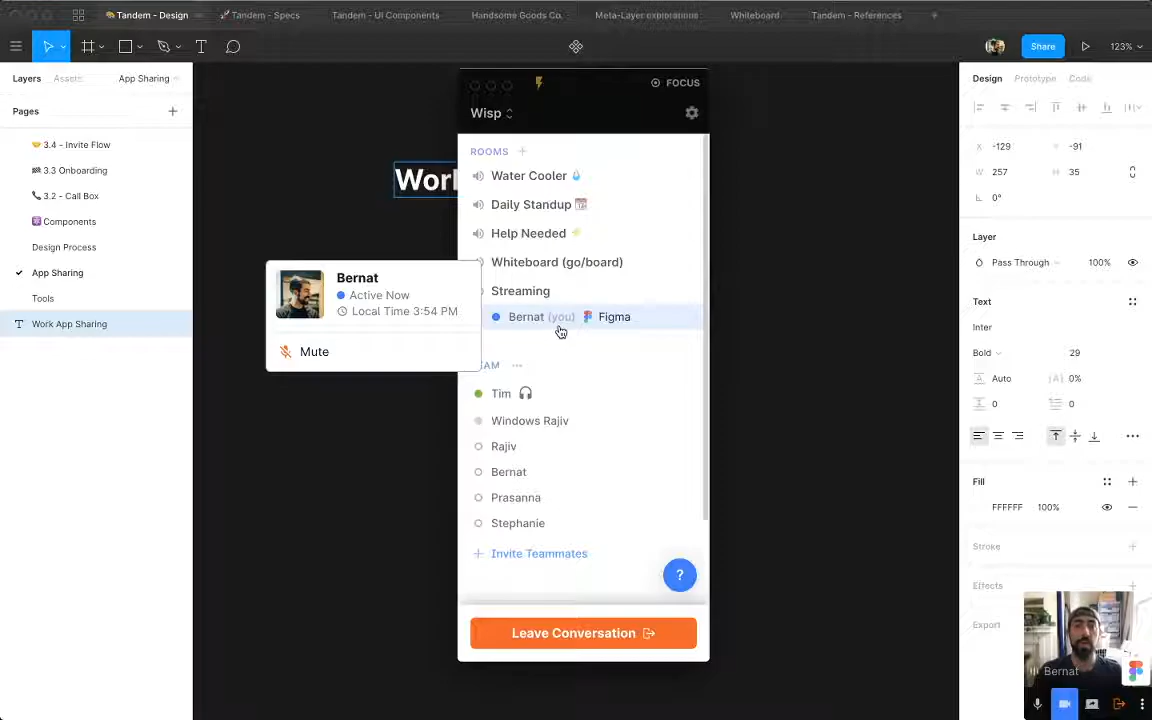 Tandem - Design
Tandem - Specs
Tandem - UI Components
Handsome Goods Co.
Meta-Layer explorations
Whiteboard
Tandem - References
Share
123%
Layers
Assets
App Sharing
Pages
3.4 - Invite Flow
3.3 Onboarding
3.2 - Call Box
Components
Design Process
App Sharing
Tools
Work App Sharing
Work
FOCUS
Wisp
ROOMS
Water Cooler
Daily Standup
Help Needed
Whiteboard (go/board)
Streaming
Bernat (you) Figma
Bernat
Active Now
Local Time 3:54 PM
Mute
Tim
Windows Rajiv
Rajiv
Bernat
Prasanna
Stephanie
Invite Teammates
?
Leave Conversation
Design
Prototype
Code
X -129
-91
W 257
H 35
0°
Layer
Pass Through
100%
Text
Inter
Bold
29
Auto
0%
0
0
Fill
FFFFFF
100%
Stroke
Effects
Export
Bernat